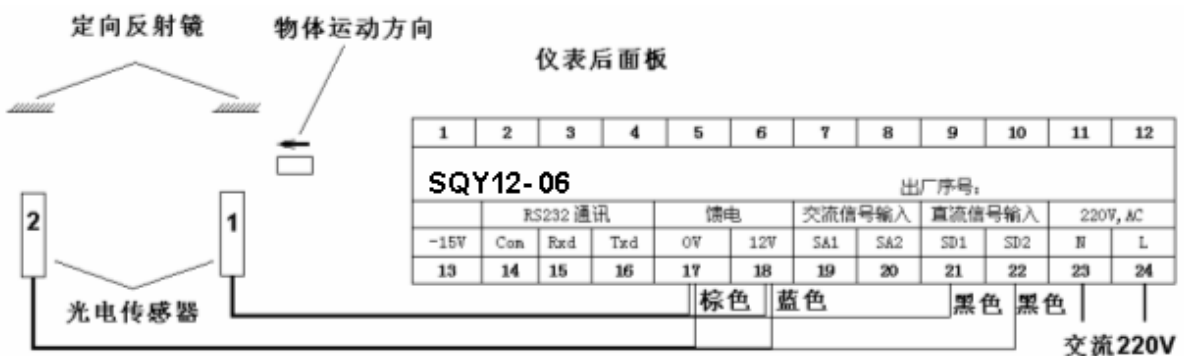 定向反射镜
物体运动方向
仪表后面板
1 2 3 4 5 6 7 8 9 10 11 12
SQY12-06
出厂序号:
RS232 通讯 馈电 交流信号输入 直流信号输入 220V, AC
-15V Com Rxd Txd 0V 12V SA1 SA2 SD1 SD2 N L
13 14 15 16 17 18 19 20 21 22 23 24
2
1
光电传感器
棕色 蓝色 黑色 黑色
交流220V